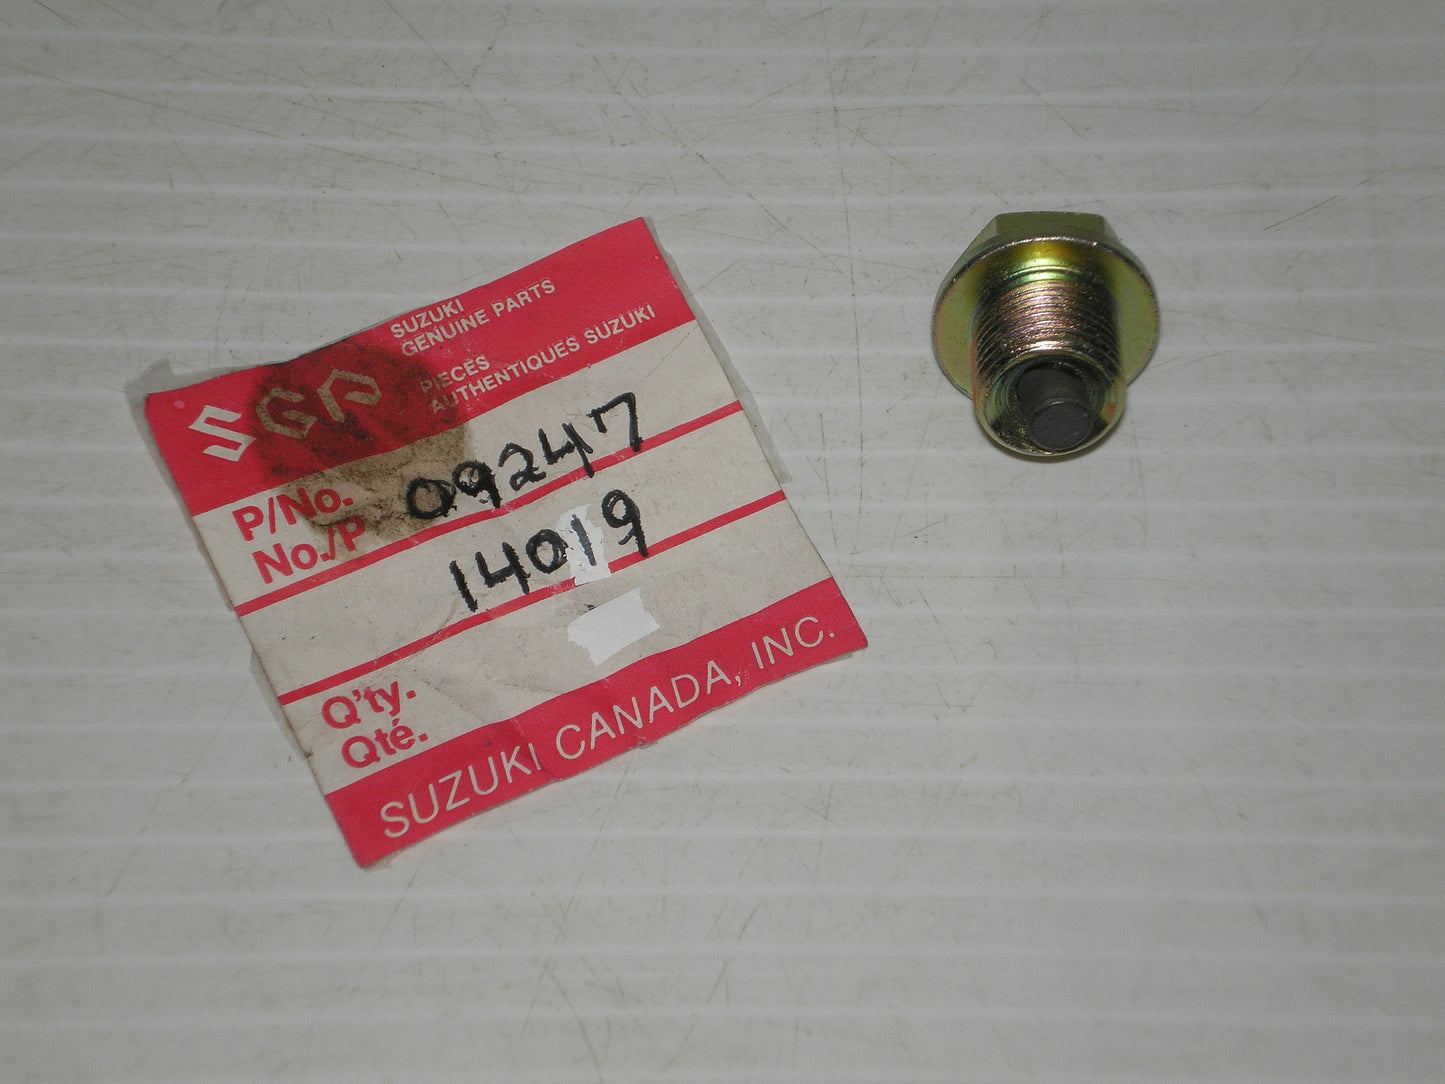 SGP
SUZUKI
GENUINE PARTS
PIECES
AUTHENTIQUES SUZUKI
P/No.
No./P
09247
14019
Q'ty.
Qté.
SUZUKI CANADA, INC.